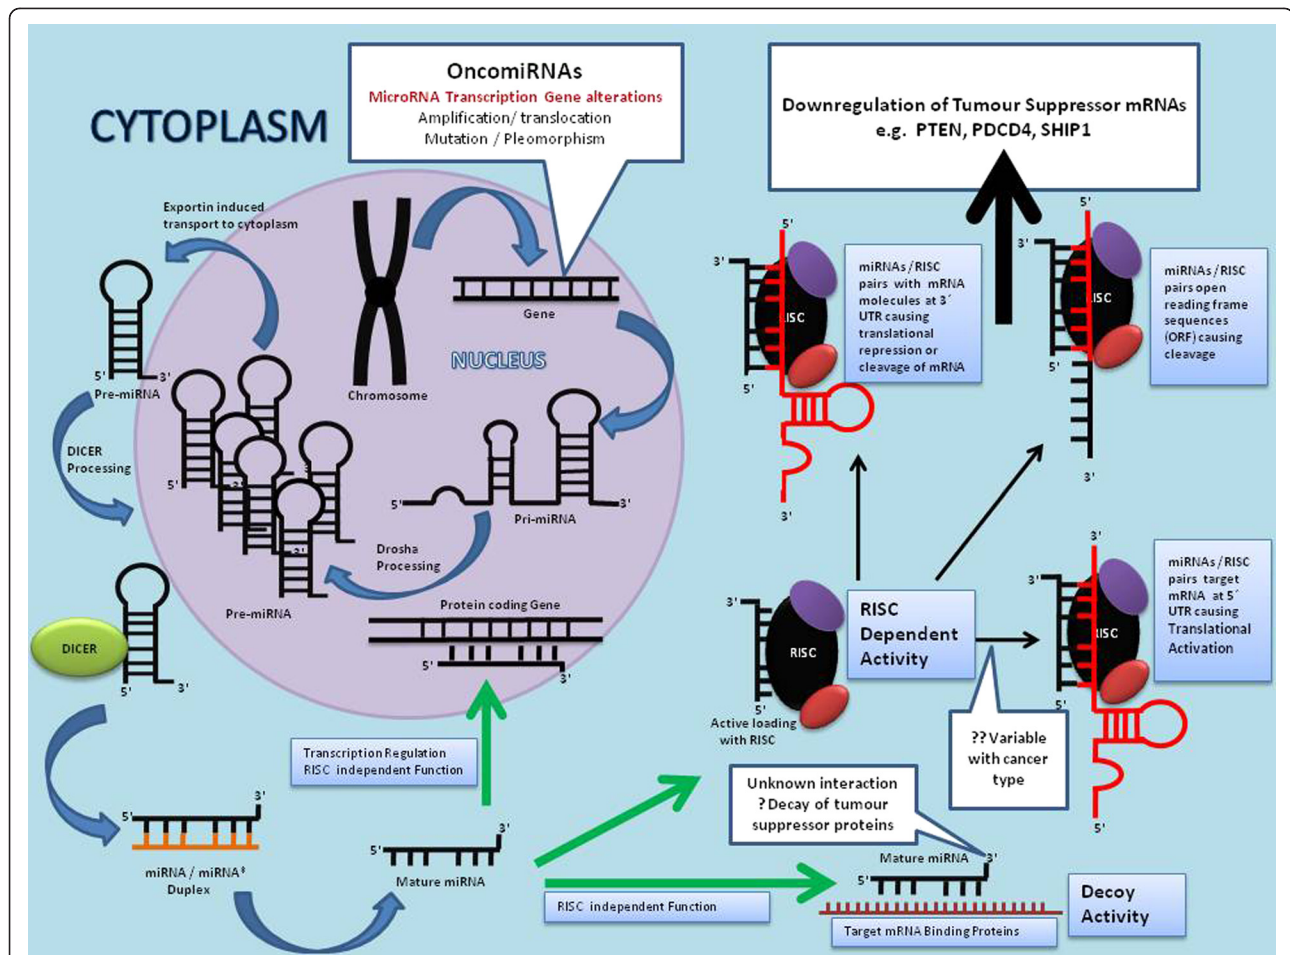 OncomiRNAs
MicroRNA Transcription Gene alterations
Amplification/ translocation
Mutation / Pleomorphism
CYTOPLASM
Downregulation of Tumour Suppressor mRNAs
e.g. PTEN, PDCD4, SHIP1
Exportin induced
transport to cytoplasm
Gene
NUCLEUS
Chromosome
5'
3'
Pre-miRNA
DICER
Processing
5'
3'
5'
3'
Pri-miRNA
Drosha
Processing
Pre-miRNA
Protein coding Gene
5'
3'
DICER
5'
3'
Transcription Regulation
RISC independent Function
5'
3'
miRNA / miRNA*
Duplex
5'
3'
Mature miRNA
RISC independent Function
5'
3'
RISC
5'
3'
miRNAs /RISC
pairs with mRNA
molecules at 3´
UTR causing
translational
repression or
cleavage of mRNA
5'
3'
RISC
5'
3'
miRNAs /RISC
pairs open
reading frame
sequences
(ORF) causing
cleavage
3'
RISC
5'
Active loading
with RISC
RISC
Dependent
Activity
3'
3'
RISC
5'
5'
miRNAs /RISC
pairs target
mRNA at 5´
UTR causing
Translational
Activation
?? Variable
with cancer
type
Unknown interaction
? Decay of tumour
suppressor proteins
Mature miRNA
3'
5'
Target mRNA Binding Proteins
Decoy
Activity